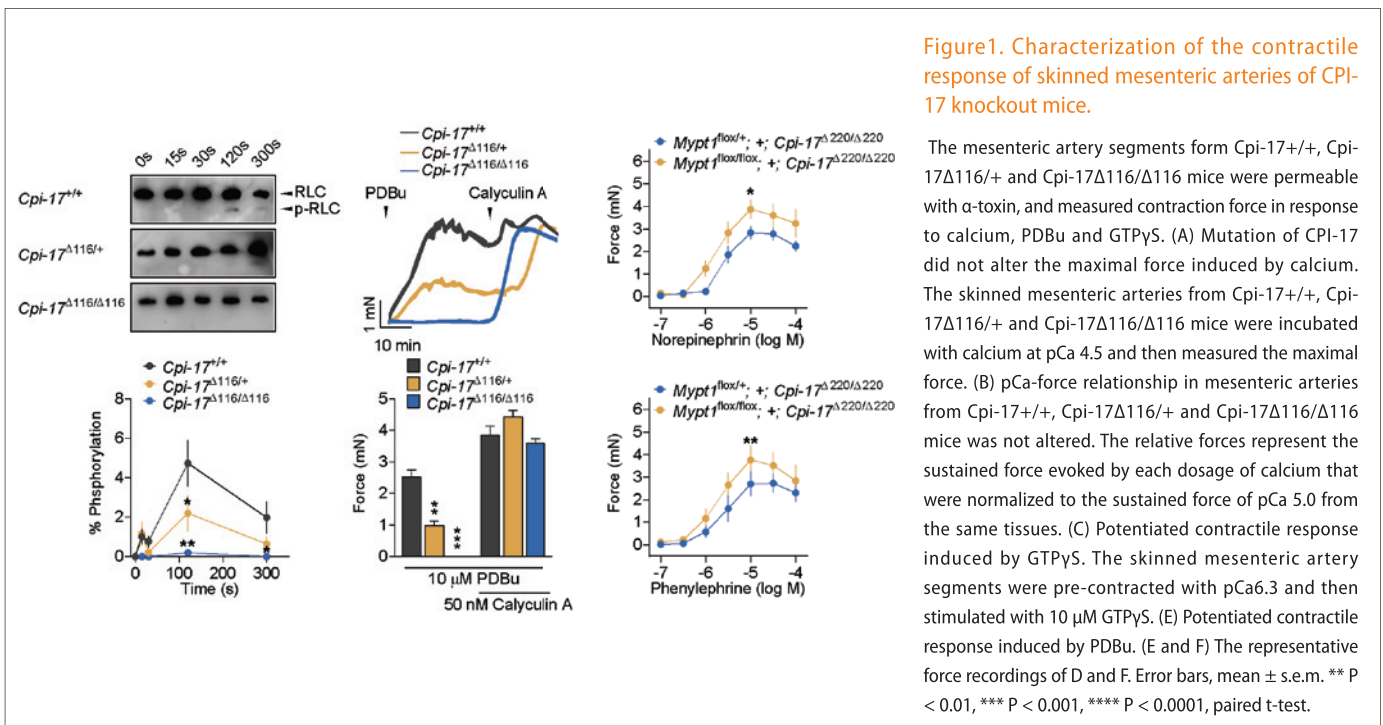 0s 15s 30s 120s 300s
Cpi-17+/+
RLC
p-RLC
Cpi-17Δ116/+
Cpi-17Δ116/Δ116
Cpi-17+/+
Cpi-17Δ116/+
Cpi-17Δ116/Δ116
8
6
4
2
0
% Phsphorylation
*
**
*
0 100 200 300
Time (s)
Cpi-17+/+
Cpi-17Δ116/+
Cpi-17Δ116/Δ116
PDBu
Calyculin A
1 mN
10 min
Cpi-17+/+
Cpi-17Δ116/+
Cpi-17Δ116/Δ116
5
4
3
2
1
0
Force (mN)
**
***
10 μM PDBu
50 nM Calyculin A
Mypt1flox/+; +; Cpi-17Δ220/Δ220
Mypt1flox/flox; +; Cpi-17Δ220/Δ220
6
5
4
3
2
1
0
Force (mN)
*
-7 -6 -5 -4
Norepinephrin (log M)
Mypt1flox/+; +; Cpi-17Δ220/Δ220
Mypt1flox/flox; +; Cpi-17Δ220/Δ220
6
5
4
3
2
1
0
Force (mN)
**
-7 -6 -5 -4
Phenylephrine (log M)
Figure1. Characterization of the contractile
response of skinned mesenteric arteries of CPI-
17 knockout mice.
The mesenteric artery segments form Cpi-17+/+, Cpi-
17Δ116/+ and Cpi-17Δ116/Δ116 mice were permeable
with α-toxin, and measured contraction force in response
to calcium, PDBu and GTPγS. (A) Mutation of CPI-17
did not alter the maximal force induced by calcium.
The skinned mesenteric arteries from Cpi-17+/+, Cpi-
17Δ116/+ and Cpi-17Δ116/Δ116 mice were incubated
with calcium at pCa 4.5 and then measured the maximal
force. (B) pCa-force relationship in mesenteric arteries
from Cpi-17+/+, Cpi-17Δ116/+ and Cpi-17Δ116/Δ116
mice was not altered. The relative forces represent the
sustained force evoked by each dosage of calcium that
were normalized to the sustained force of pCa 5.0 from
the same tissues. (C) Potentiated contractile response
induced by GTPγS. The skinned mesenteric artery
segments were pre-contracted with pCa6.3 and then
stimulated with 10 μM GTPγS. (E) Potentiated contractile
response induced by PDBu. (E and F) The representative
force recordings of D and F. Error bars, mean ± s.e.m. ** P
< 0.01, *** P < 0.001, **** P < 0.0001, paired t-test.